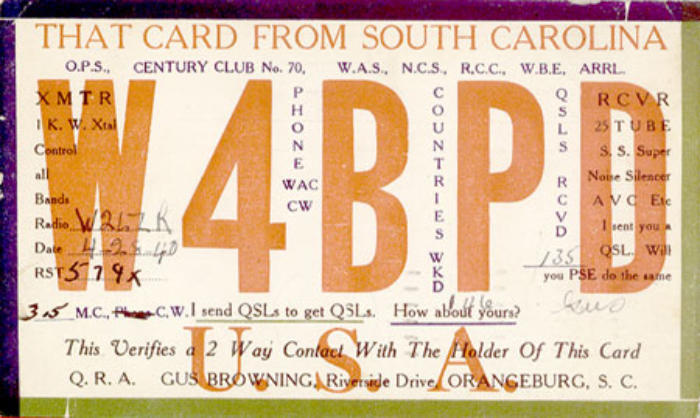 THAT CARD FROM SOUTH CAROLINA
O.P.S., CENTURY CLUB No. 70, W.A.S., N.C.S., R.C.C., W.B.E., ARRL.
W4BPD
XMTR
1 K. W. Xtal
Control
all
Bands
Radio W2LZK
Date 4-28-40
RST 579x
PHONE
WAC
CW
COUNTRIES
WKD
146
QSLS
RCVD
135
RCVR
25 TUBE
S. S. Super
Noise Silencer
AVC Etc
I sent you a
QSL. Will
you PSE do the same
Gus
3.5 M.C., Phone C.W. I send QSLs to get QSLs. How about yours?
U. S. A.
This Verifies a 2 Way Contact With The Holder Of This Card
Q. R. A. GUS BROWNING, Riverside Drive, ORANGEBURG, S. C.